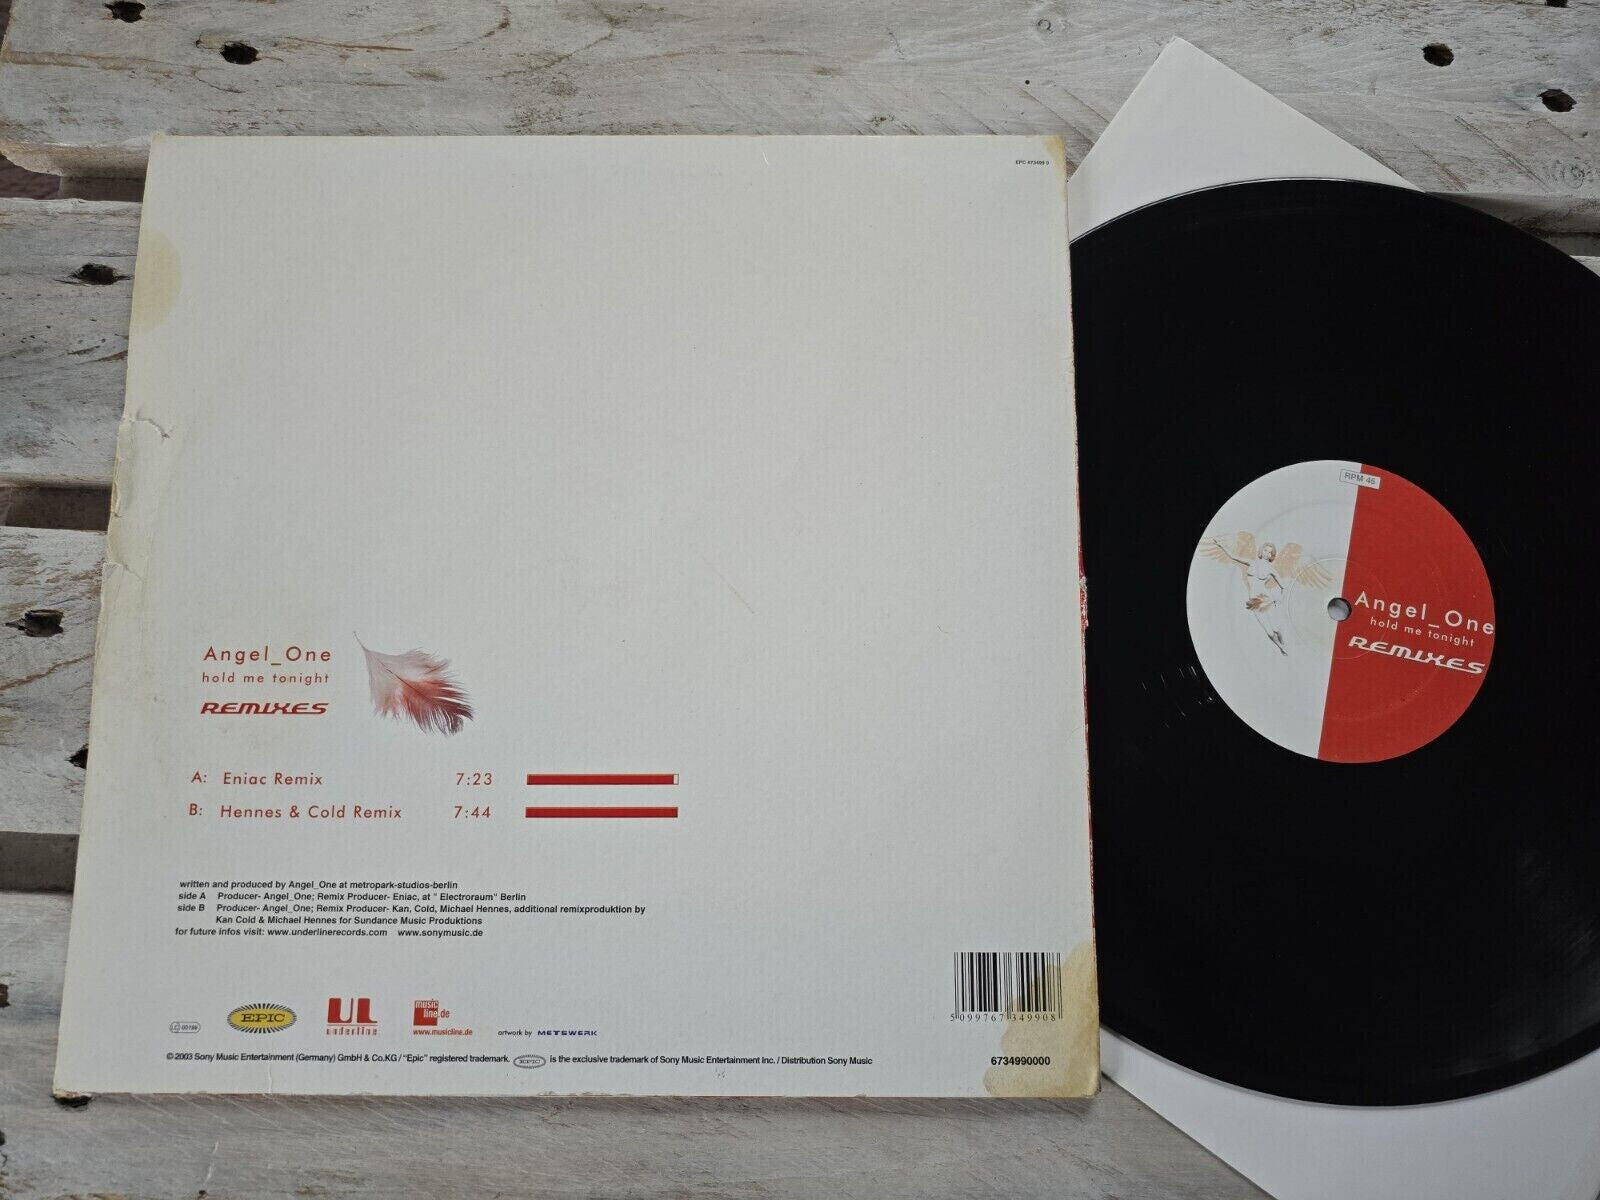 EPC 673499 0
Angel_One
hold me tonight
REMIXES
A: Eniac Remix 7:23
B: Hennes & Cold Remix 7:44
written and produced by Angel_One at metropark-studios-berlin
side A Producer- Angel_One; Remix Producer- Eniac, at " Electroraum" Berlin
side B Producer- Angel_One; Remix Producer- Kan, Cold, Michael Hennes, additional remixproduktion by
Kan Cold & Michael Hennes for Sundance Music Produktions
for future infos visit: www.underlinerecords.com www.sonymusic.de
LC 00199
EPIC
UL
underline
music
line.de
www.musicline.de
artwork by METSWERK
5 099767 349908
© 2003 Sony Music Entertainment (Germany) GmbH & Co.KG / "Epic" registered trademark. EPIC is the exclusive trademark of Sony Music Entertainment Inc. / Distribution Sony Music
6734990000
RPM 45
Angel_One
hold me tonight
REMIXES